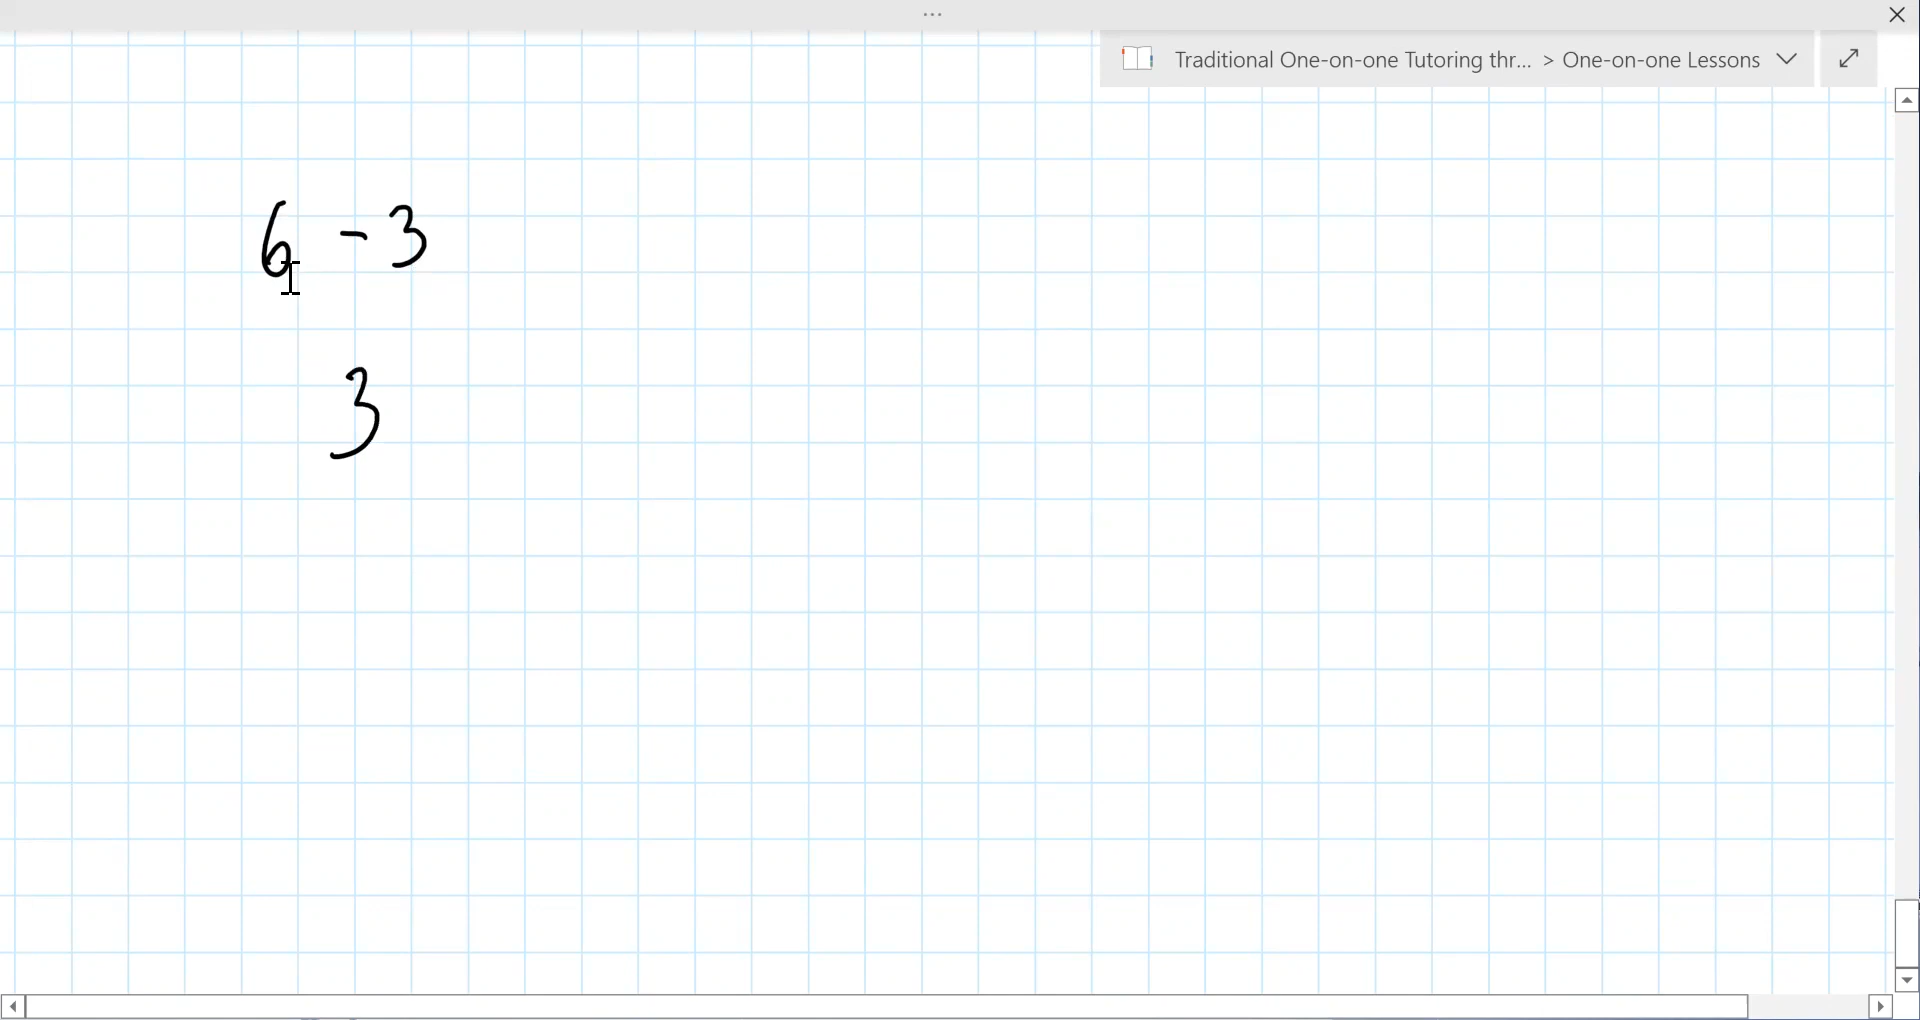 ...
Traditional One-on-one Tutoring thr... > One-on-one Lessons
6 - 3
3